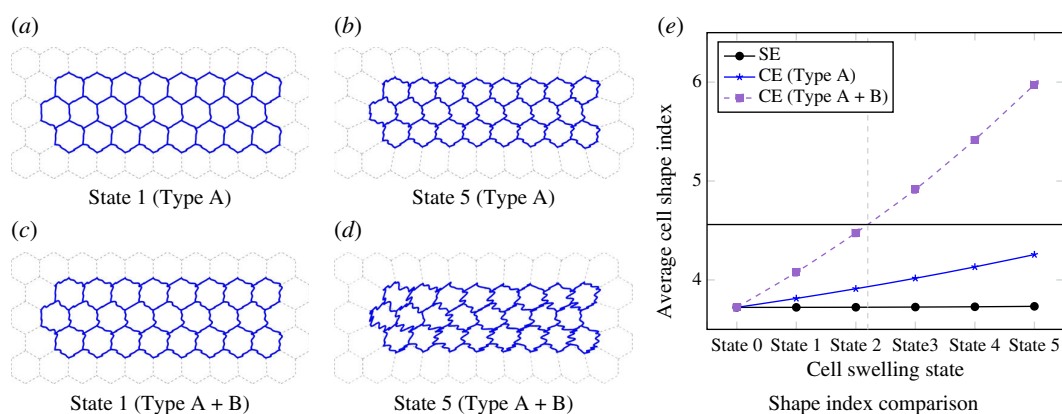 (a)
State 1 (Type A)
(b)
State 5 (Type A)
(c)
State 1 (Type A + B)
(d)
State 5 (Type A + B)
(e)
SE
CE (Type A)
CE (Type A + B)
Average cell shape index
6
5
4
State 0 State 1 State 2 State3 State 4 State 5
Cell swelling state
Shape index comparison